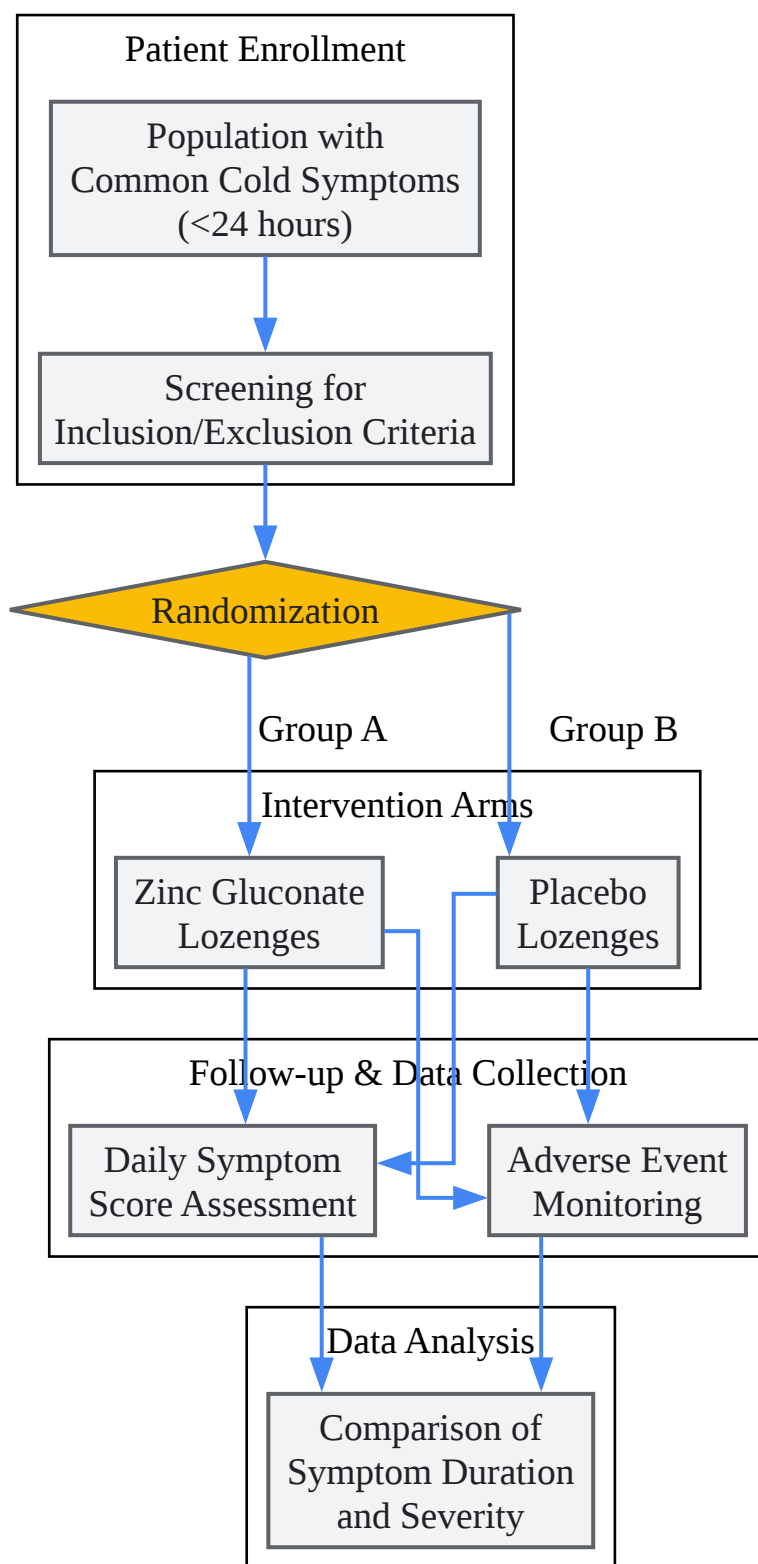 Patient Enrollment
Population with
Common Cold Symptoms
(<24 hours)
Screening for
Inclusion/Exclusion Criteria
Randomization
Group A
Group B
Intervention Arms
Zinc Gluconate
Lozenges
Placebo
Lozenges
Follow-up & Data Collection
Daily Symptom
Score Assessment
Adverse Event
Monitoring
Data Analysis
Comparison of
Symptom Duration
and Severity